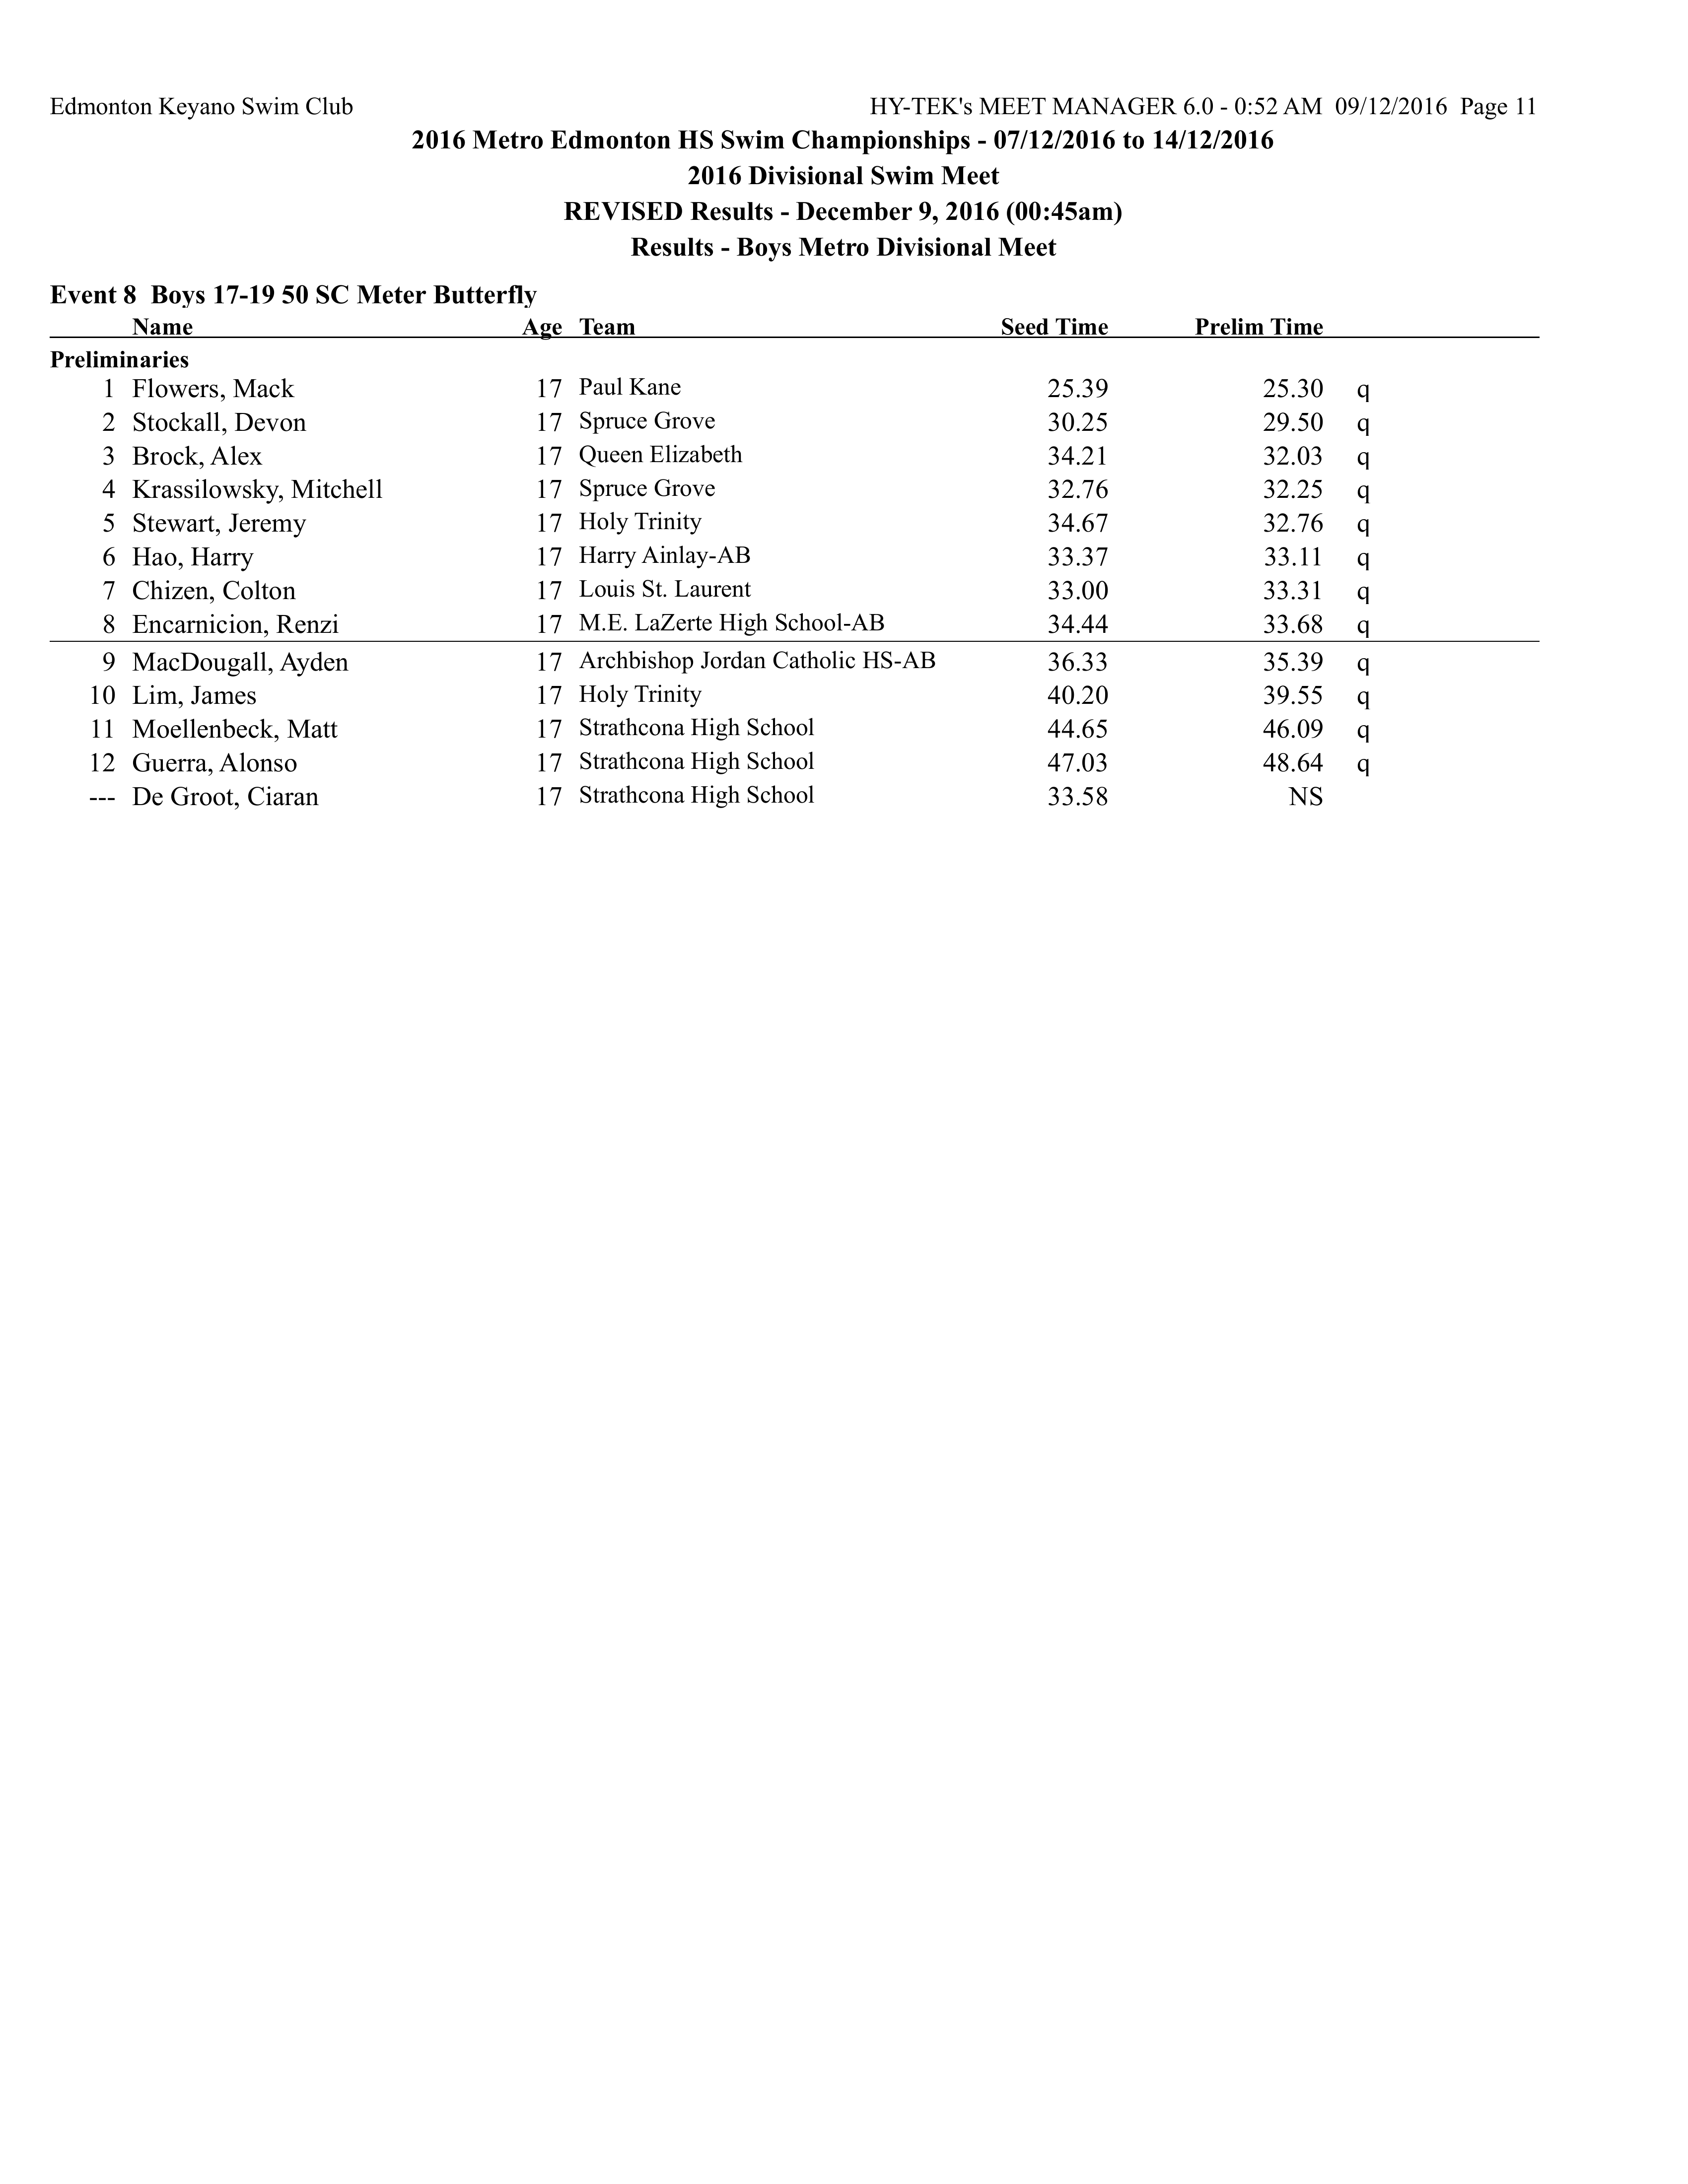 Edmonton Keyano Swim Club HY-TEK's MEET MANAGER 6.0 - 0:52 AM 09/12/2016 Page 11
2016 Metro Edmonton HS Swim Championships - 07/12/2016 to 14/12/2016
2016 Divisional Swim Meet
REVISED Results - December 9, 2016 (00:45am)
Results - Boys Metro Divisional Meet
Event 8 Boys 17-19 50 SC Meter Butterfly
Name Age Team Seed Time Prelim Time
Preliminaries
1 Flowers, Mack 17 Paul Kane 25.39 25.30 q
2 Stockall, Devon 17 Spruce Grove 30.25 29.50 q
3 Brock, Alex 17 Queen Elizabeth 34.21 32.03 q
4 Krassilowsky, Mitchell 17 Spruce Grove 32.76 32.25 q
5 Stewart, Jeremy 17 Holy Trinity 34.67 32.76 q
6 Hao, Harry 17 Harry Ainlay-AB 33.37 33.11 q
7 Chizen, Colton 17 Louis St. Laurent 33.00 33.31 q
8 Encarnicion, Renzi 17 M.E. LaZerte High School-AB 34.44 33.68 q
9 MacDougall, Ayden 17 Archbishop Jordan Catholic HS-AB 36.33 35.39 q
10 Lim, James 17 Holy Trinity 40.20 39.55 q
11 Moellenbeck, Matt 17 Strathcona High School 44.65 46.09 q
12 Guerra, Alonso 17 Strathcona High School 47.03 48.64 q
--- De Groot, Ciaran 17 Strathcona High School 33.58 NS